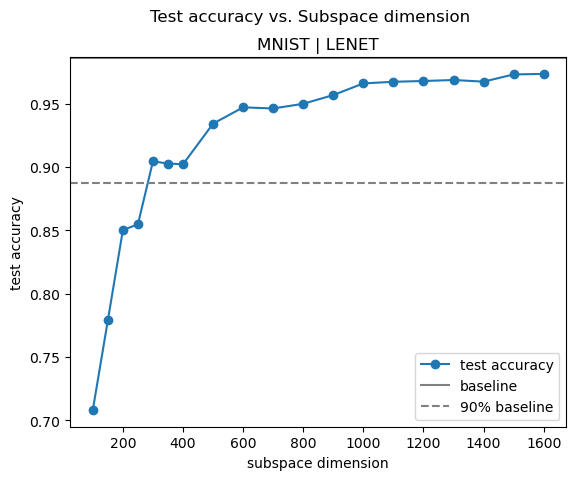 Test accuracy vs. Subspace dimension
MNIST | LENET
test accuracy
0.95
0.90
0.85
0.80
0.75
0.70
test accuracy
baseline
90% baseline
200 400 600 800 1000 1200 1400 1600
subspace dimension